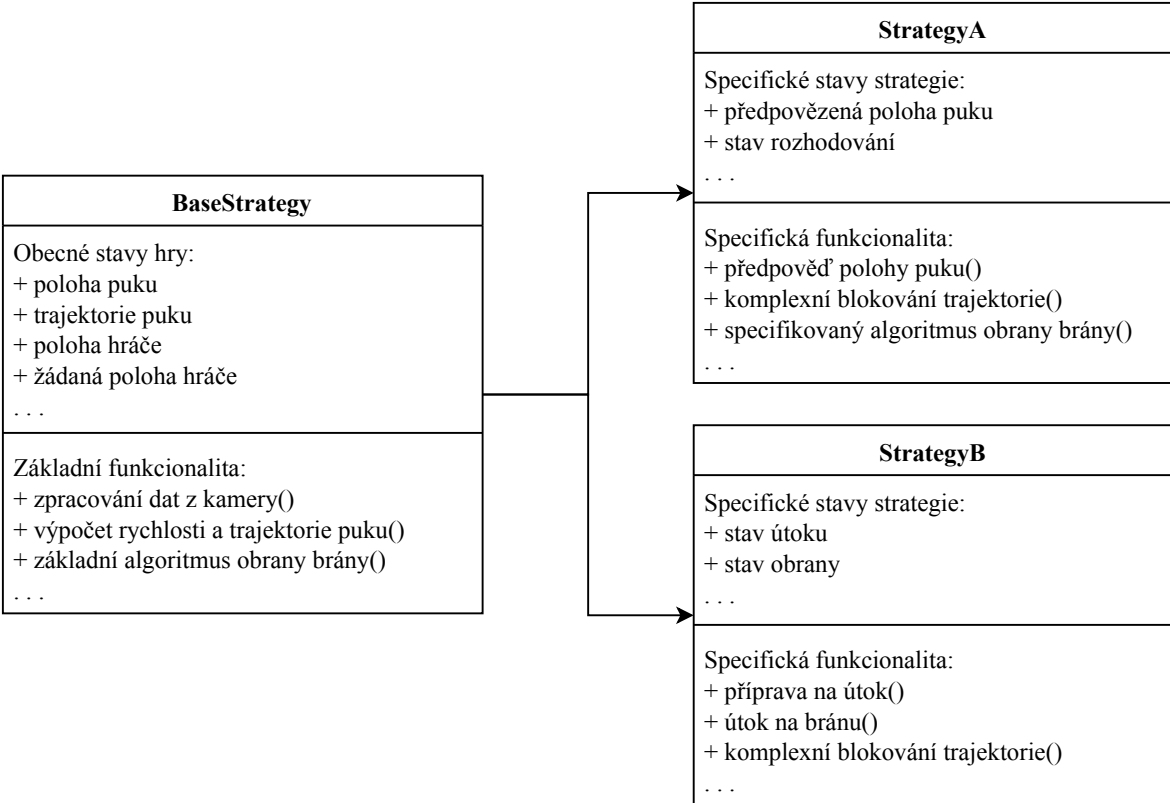 BaseStrategy
Obecné stavy hry:
+ poloha puku
+ trajektorie puku
+ poloha hráče
+ žádaná poloha hráče
. . .
Základní funkcionalita:
+ zpracování dat z kamery()
+ výpočet rychlosti a trajektorie puku()
+ základní algoritmus obrany brány()
. . .
StrategyA
Specifické stavy strategie:
+ předpovězená poloha puku
+ stav rozhodování
. . .
Specifická funkcionalita:
+ předpověď polohy puku()
+ komplexní blokování trajektorie()
+ specifikovaný algoritmus obrany brány()
. . .
StrategyB
Specifické stavy strategie:
+ stav útoku
+ stav obrany
. . .
Specifická funkcionalita:
+ příprava na útok()
+ útok na bránu()
+ komplexní blokování trajektorie()
. . .